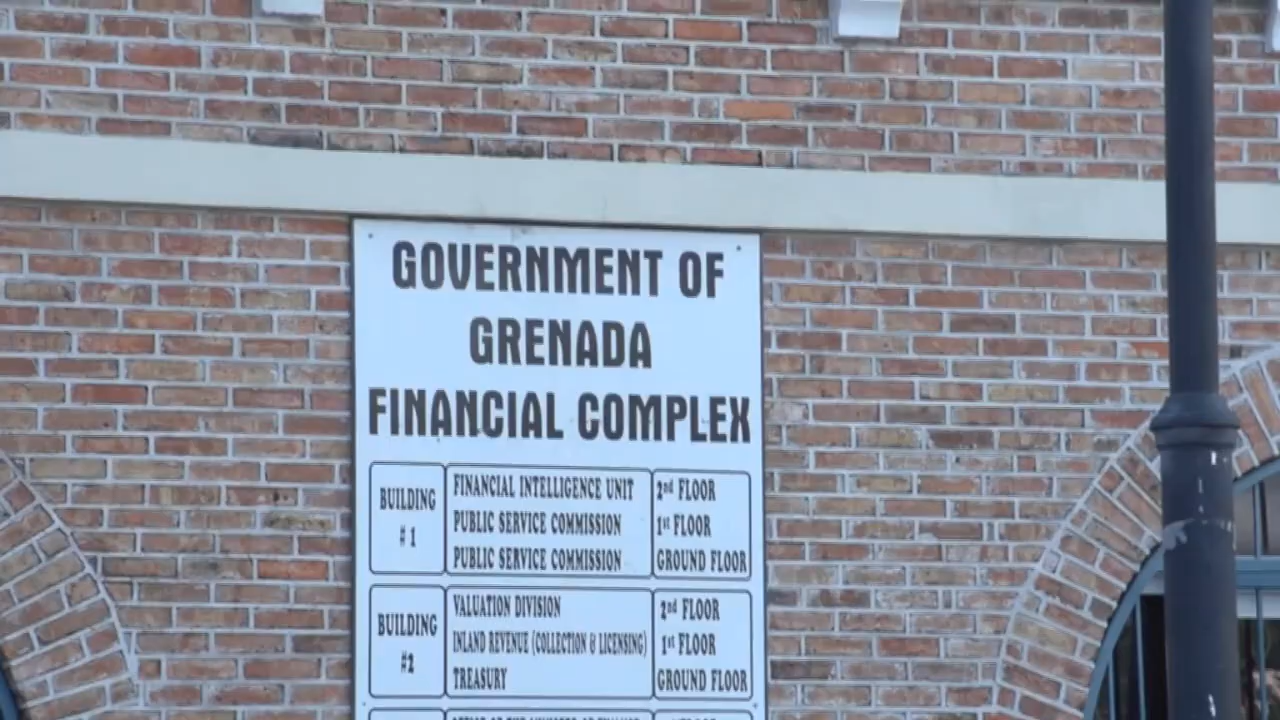 GOVERNMENT OF
GRENADA
FINANCIAL COMPLEX
BUILDING
# 1
FINANCIAL INTELLIGENCE UNIT 2nd FLOOR
PUBLIC SERVICE COMMISSION 1st FLOOR
PUBLIC SERVICE COMMISSION GROUND FLOOR
BUILDING
#2
VALUATION DIVISION 2nd FLOOR
INLAND REVENUE (COLLECTION & LICENSING) 1st FLOOR
TREASURY GROUND FLOOR